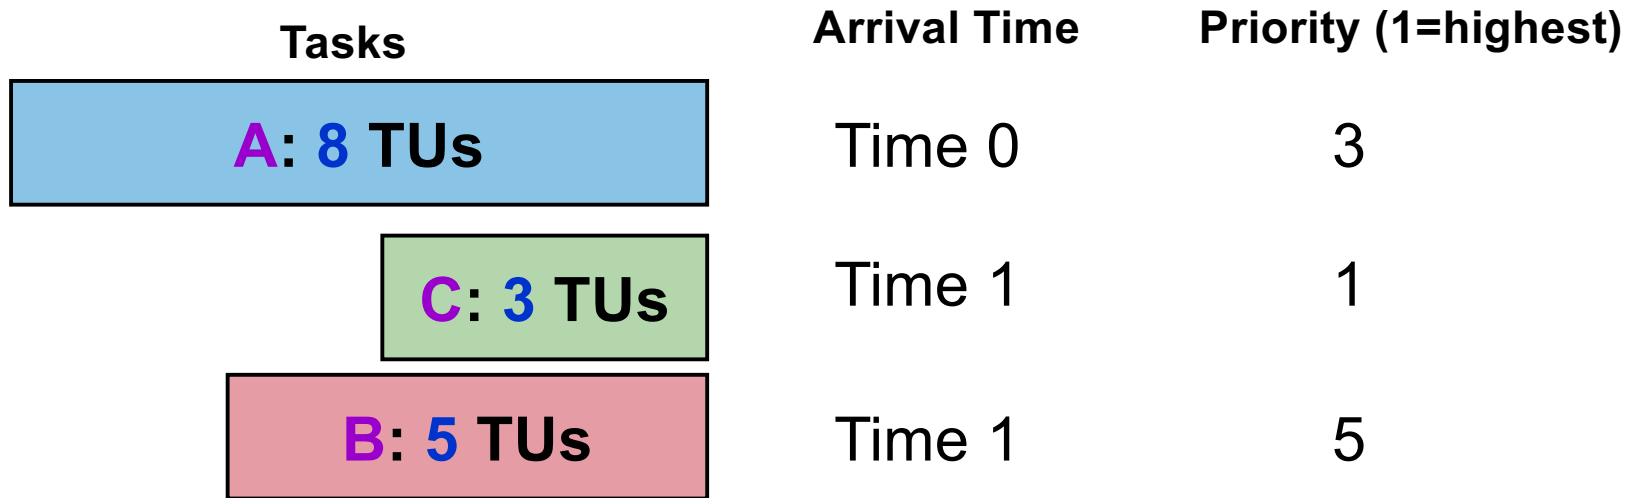 Tasks Arrival Time Priority (1=highest)
A: 8 TUs Time 0 3
C: 3 TUs Time 1 1
B: 5 TUs Time 1 5